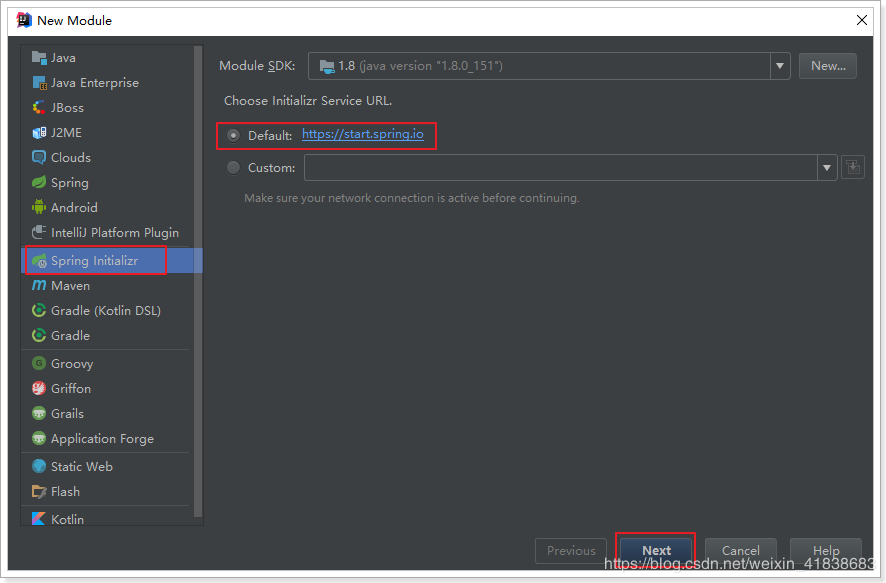 New Module
Java
Java Enterprise
JBoss
J2ME
Clouds
Spring
Android
IntelliJ Platform Plugin
Spring Initializr
Maven
Gradle (Kotlin DSL)
Gradle
Groovy
Griffon
Grails
Application Forge
Static Web
Flash
Kotlin
Module SDK: 1.8 (java version "1.8.0_151") New...
Choose Initializr Service URL.
Default: https://start.spring.io
Custom:
Make sure your network connection is active before continuing.
Previous Next Cancel Help
https://blog.csdn.net/weixin_41838683